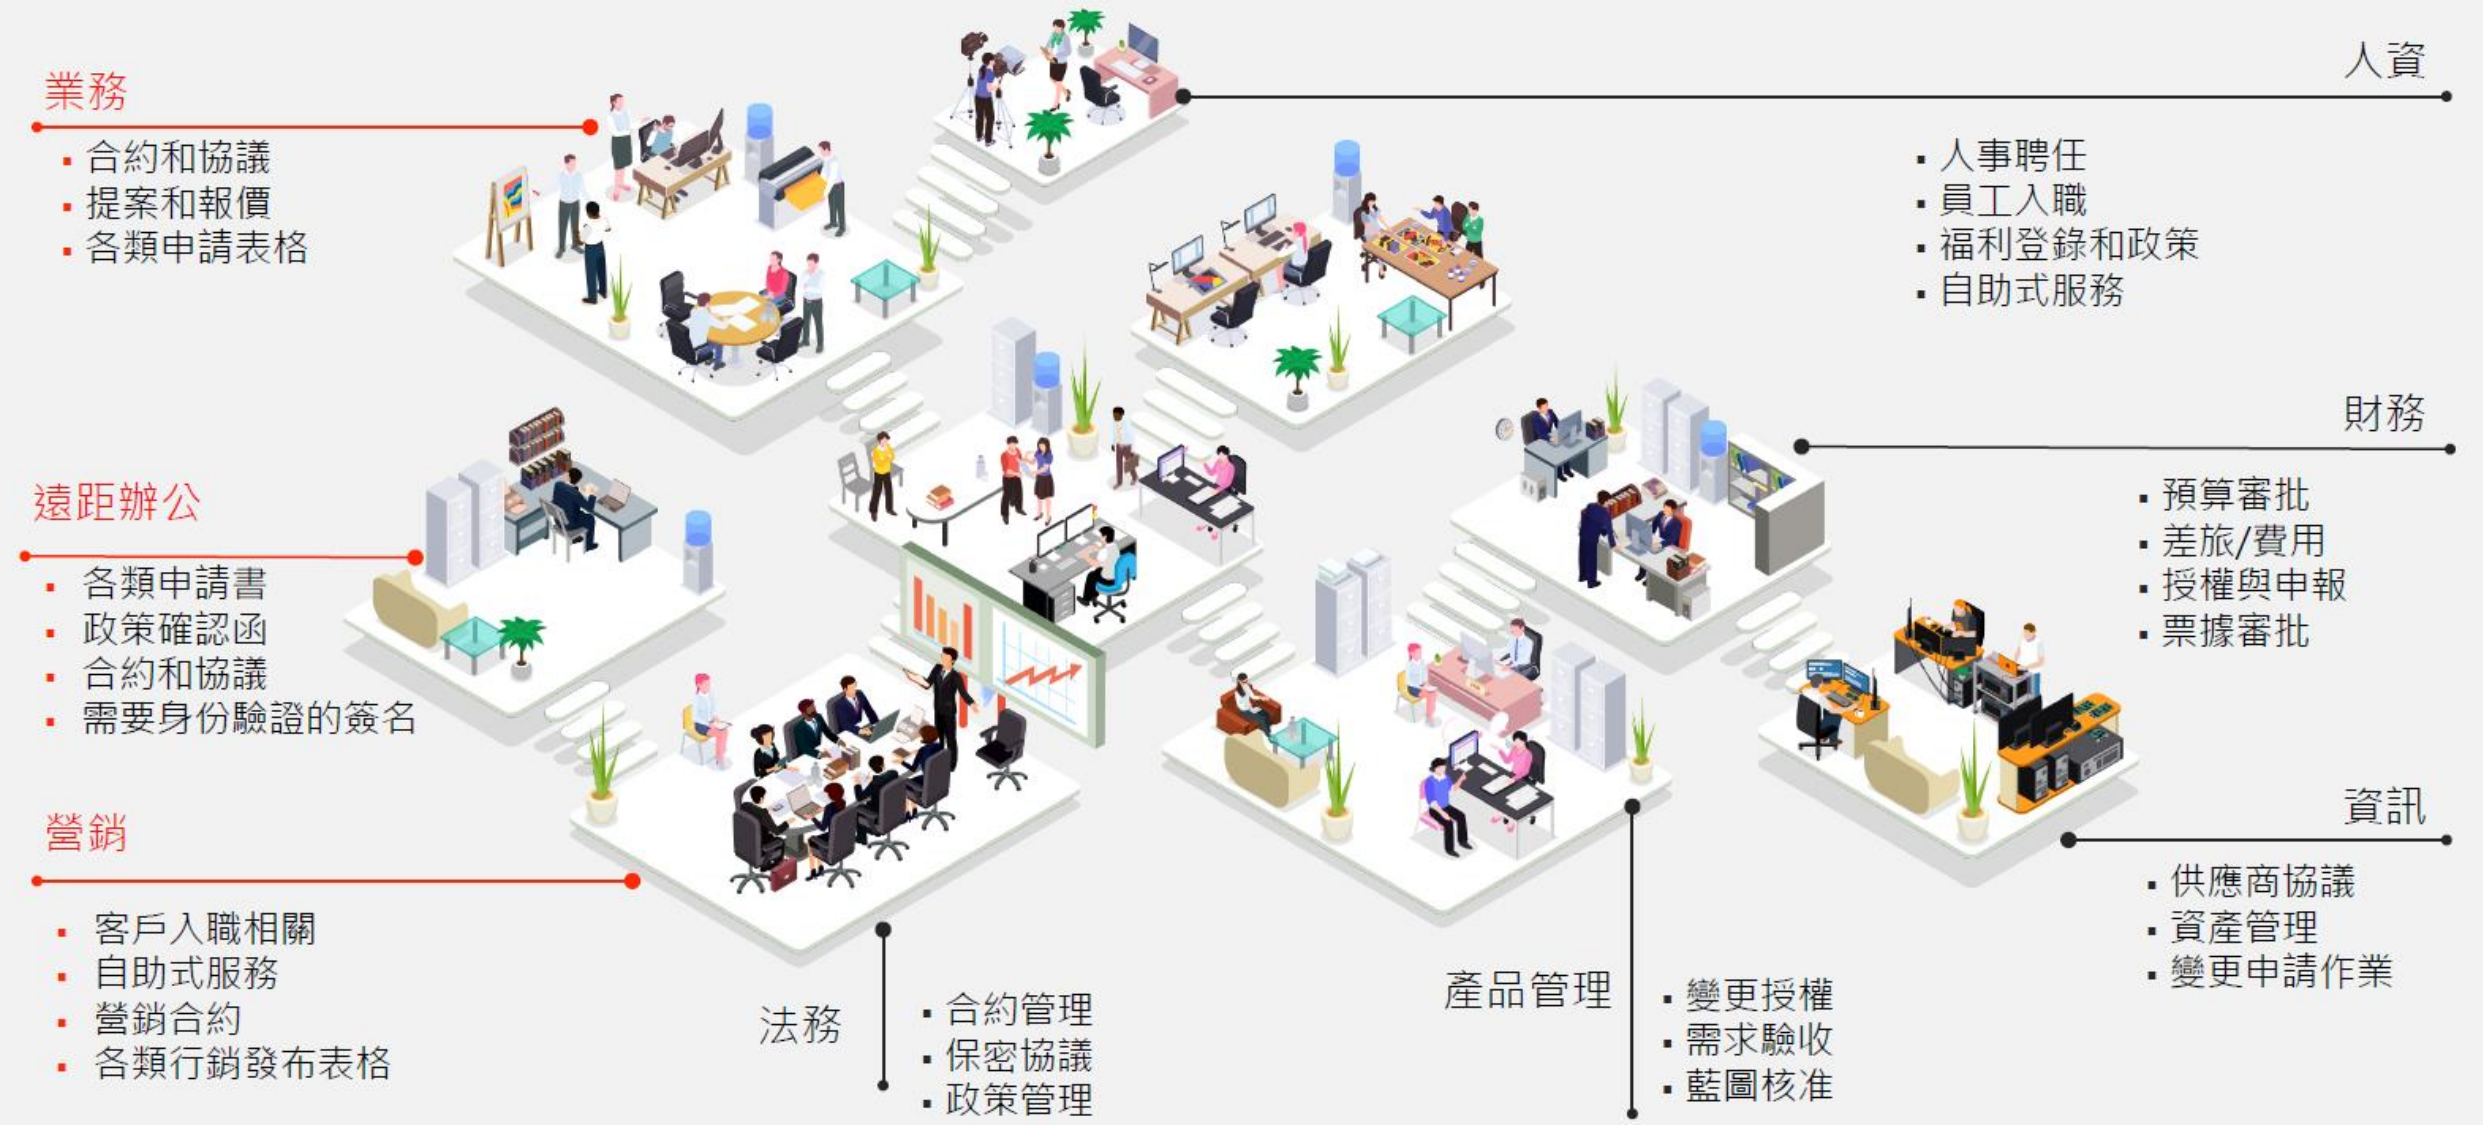 業務
▪ 合約和協議
▪ 提案和報價
▪ 各類申請表格
遠距辦公
▪ 各類申請書
▪ 政策確認函
▪ 合約和協議
▪ 需要身份驗證的簽名
營銷
▪ 客戶入職相關
▪ 自助式服務
▪ 營銷合約
▪ 各類行銷發布表格
法務
▪ 合約管理
▪ 保密協議
▪ 政策管理
產品管理
▪ 變更授權
▪ 需求驗收
▪ 藍圖核准
人資
▪ 人事聘任
▪ 員工入職
▪ 福利登錄和政策
▪ 自助式服務
財務
▪ 預算審批
▪ 差旅/費用
▪ 授權與申報
▪ 票據審批
資訊
▪ 供應商協議
▪ 資產管理
▪ 變更申請作業